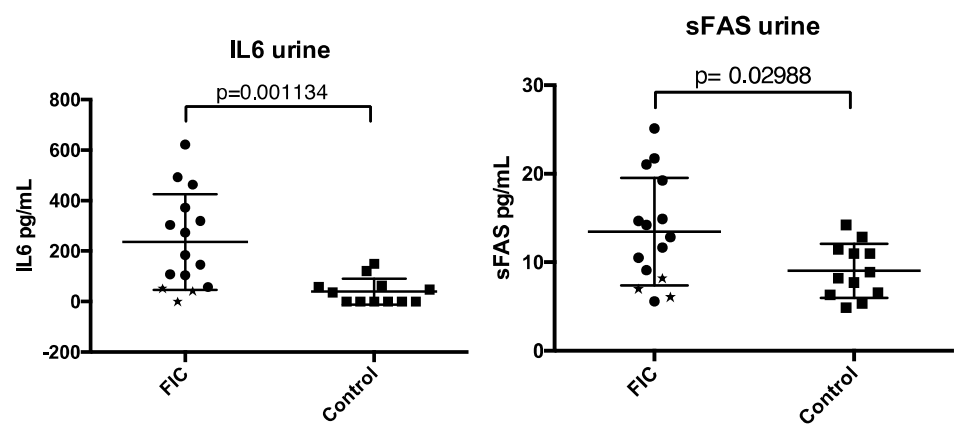 IL6 urine
p=0.001134
800
600
400
200
0
-200
IL6 pg/mL
FIC
Control
sFAS urine
p= 0.02988
30
20
10
0
sFAS pg/mL
FIC
Control